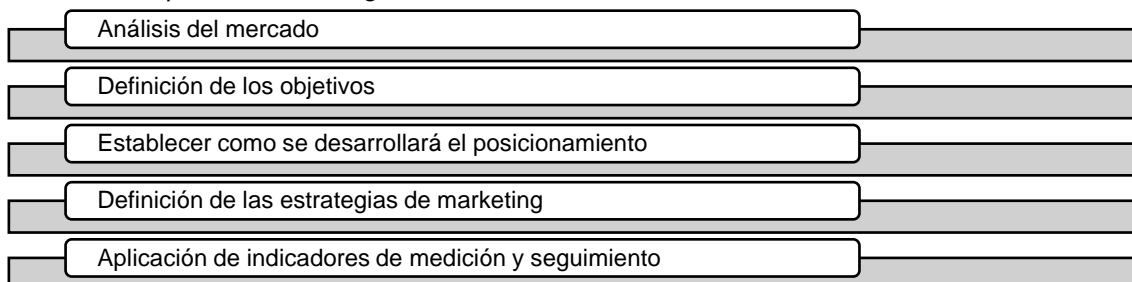 Análisis del mercado
Definición de los objetivos
Establecer como se desarrollará el posicionamiento
Definición de las estrategias de marketing
Aplicación de indicadores de medición y seguimiento